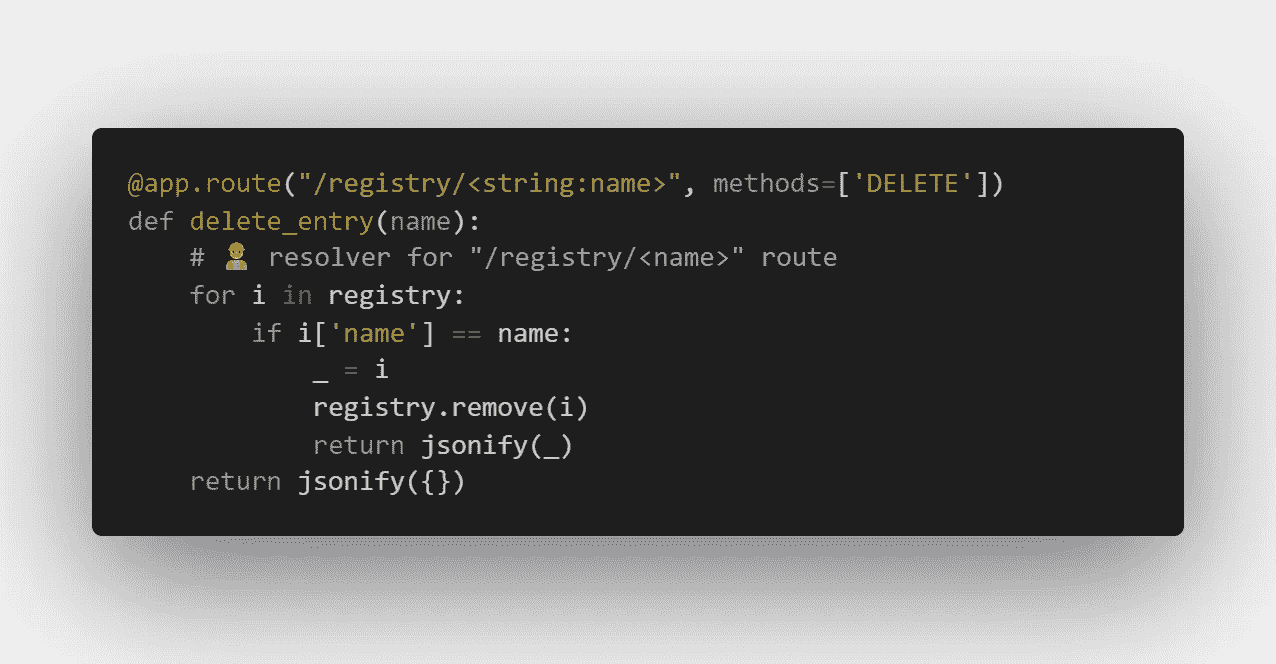 @app.route("/registry/<string:name>", methods=['DELETE'])
def delete_entry(name):
    # 👷 resolver for "/registry/<name>" route
    for i in registry:
        if i['name'] == name:
            _ = i
            registry.remove(i)
            return jsonify(_)
    return jsonify({})